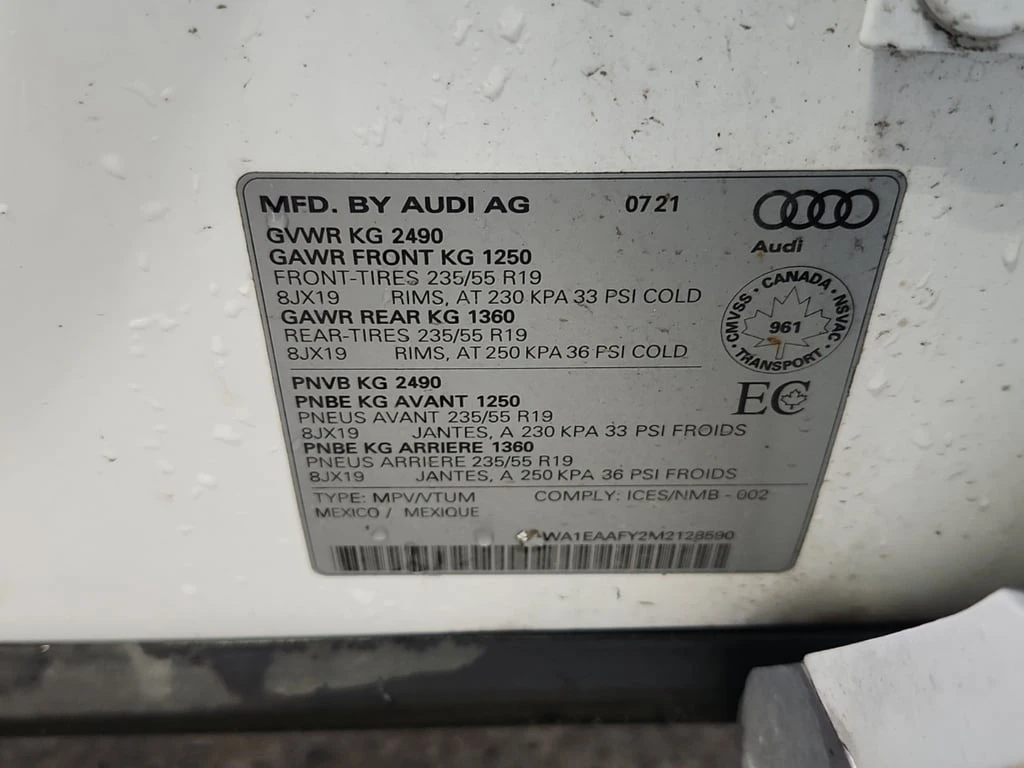 MFD. BY AUDI AG 0721
Audi
GVWR KG 2490
GAWR FRONT KG 1250
FRONT-TIRES 235/55 R19
8JX19 RIMS, AT 230 KPA 33 PSI COLD
GAWR REAR KG 1360
REAR-TIRES 235/55 R19
8JX19 RIMS, AT 250 KPA 36 PSI COLD
CMVSS · CANADA · NSVAC · TRANSPORT ·
961
PNVB KG 2490
PNBE KG AVANT 1250
PNEUS AVANT 235/55 R19
8JX19 JANTES, A 230 KPA 33 PSI FROIDS
PNBE KG ARRIERE 1360
PNEUS ARRIERE 235/55 R19
8JX19 JANTES, A 250 KPA 36 PSI FROIDS
EC
TYPE: MPV/VTUM COMPLY: ICES/NMB - 002
MEXICO / MEXIQUE
WA1EAAFY2M2128590